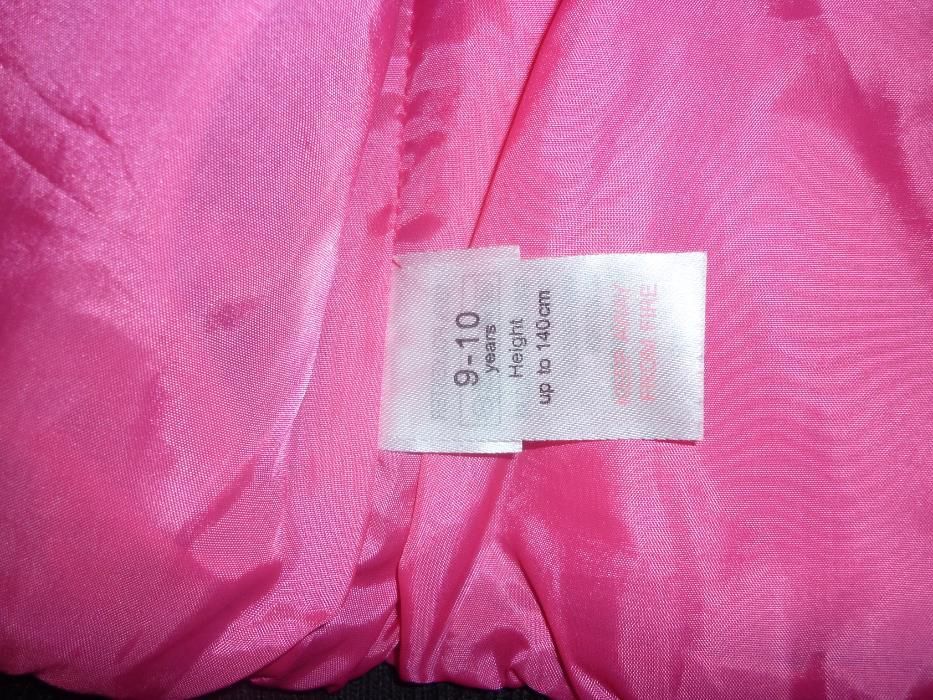 9-10
years
Height
up to 140cm
KEEP AWAY
FROM FIRE